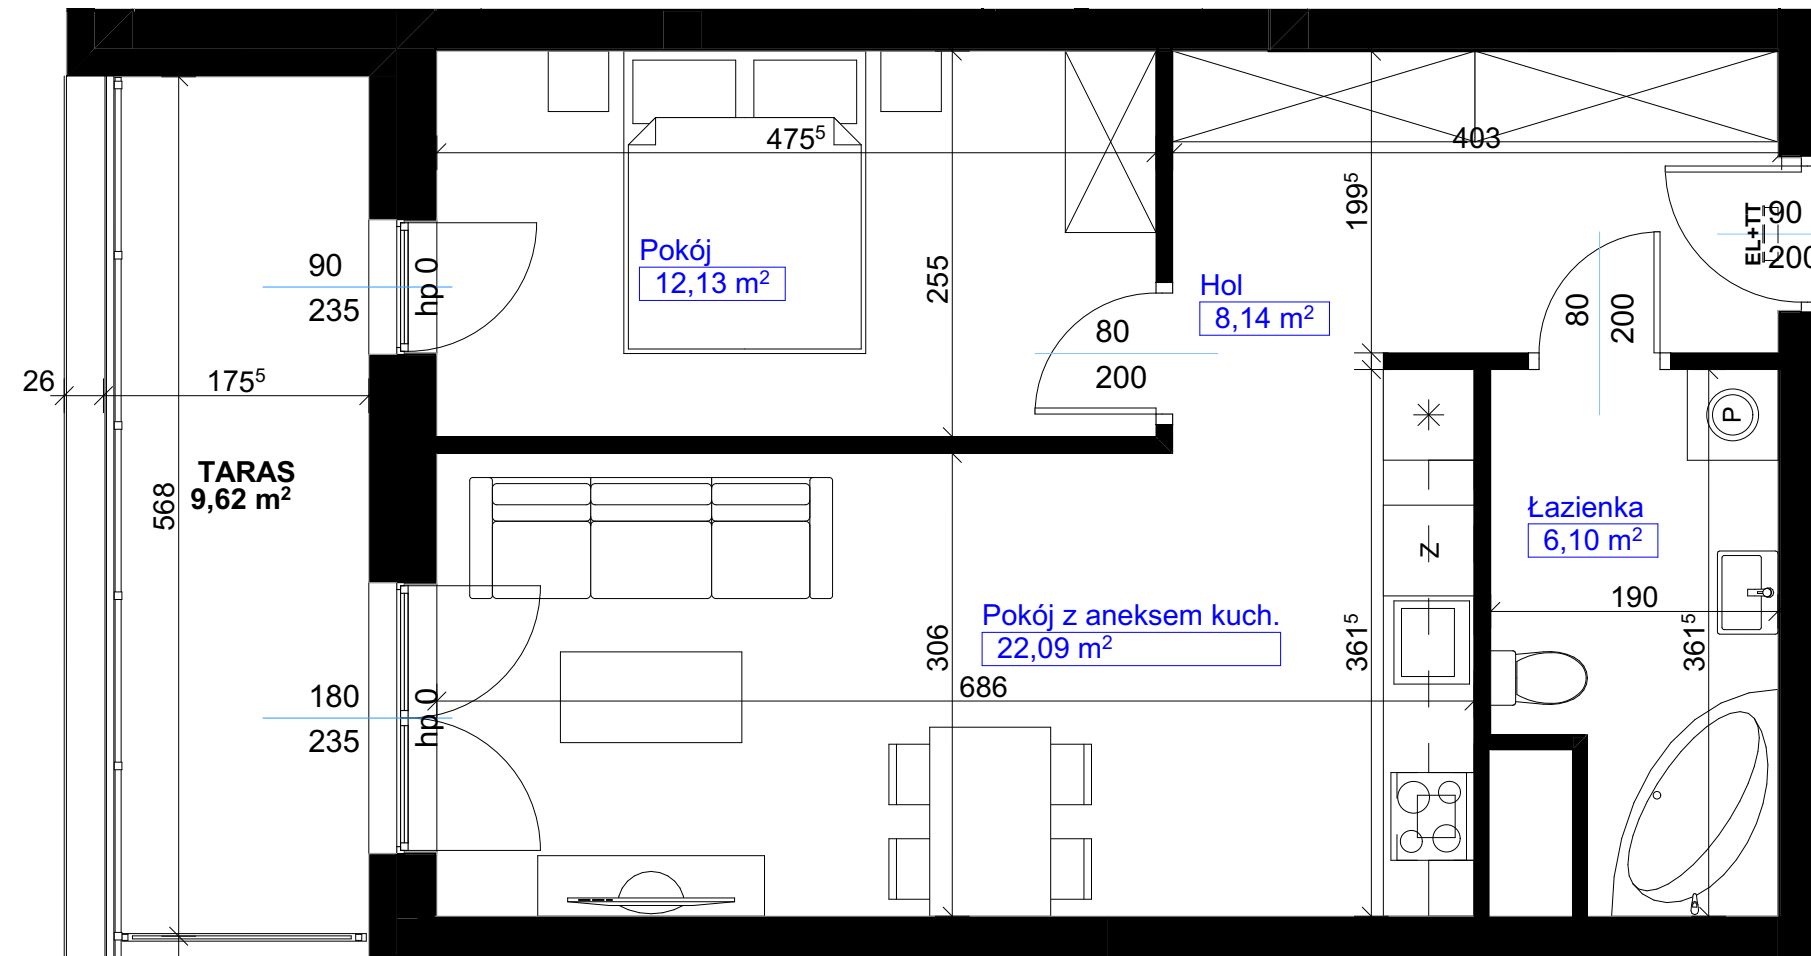 475⁵
403
199⁵
EL+TT
90
200
Pokój
12,13 m²
255
90
235
hp 0
Hol
8,14 m²
80
200
80
200
26
175⁵
TARAS
9,62 m²
568
P
Z
Łazienka
6,10 m²
190
361⁵
361⁵
Pokój z aneksem kuch.
22,09 m²
306
686
180
235
hp 0